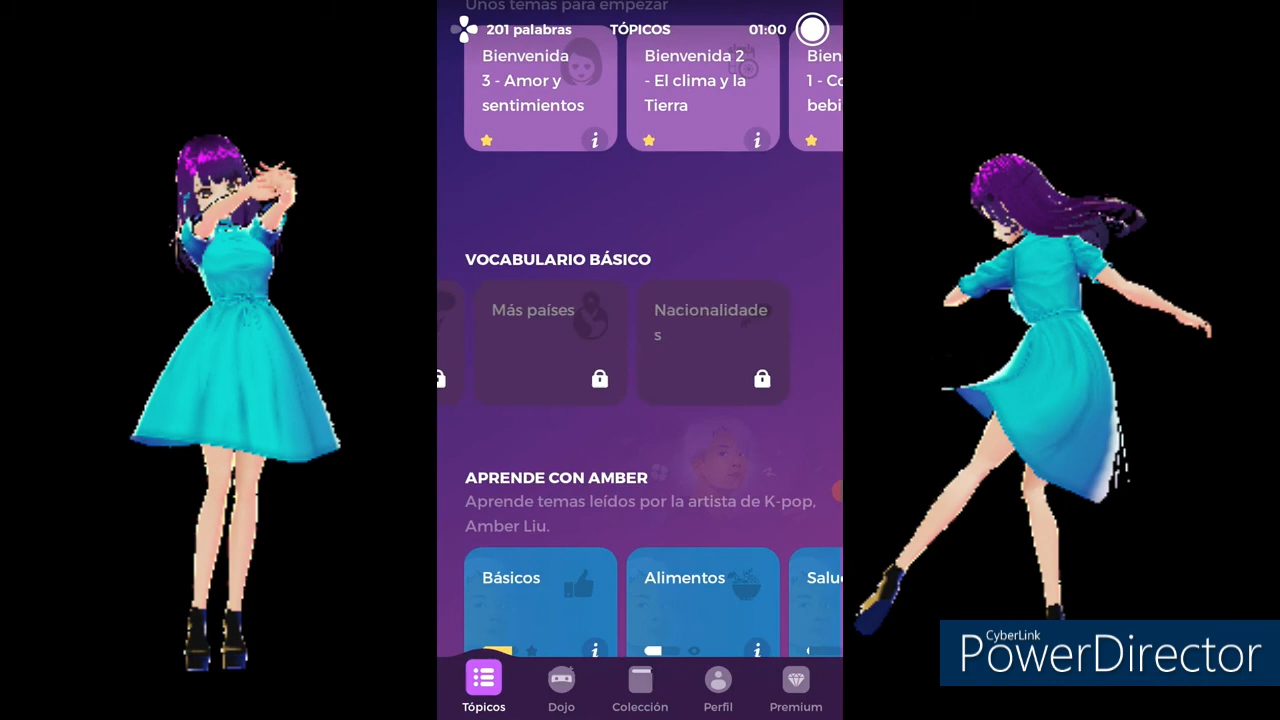 Unos temas para empezar
201 palabras TÓPICOS 01:00
Bienvenida
3 - Amor y
sentimientos
Bienvenida 2
- El clima y la
Tierra
Bien
1 - Co
bebi
VOCABULARIO BÁSICO
Más países
Nacionalidade
s
APRENDE CON AMBER
Aprende temas leídos por la artista de K-pop,
Amber Liu.
Básicos
Alimentos
Salu
Tópicos
Dojo
Colección
Perfil
Premium
CyberLink
PowerDirector